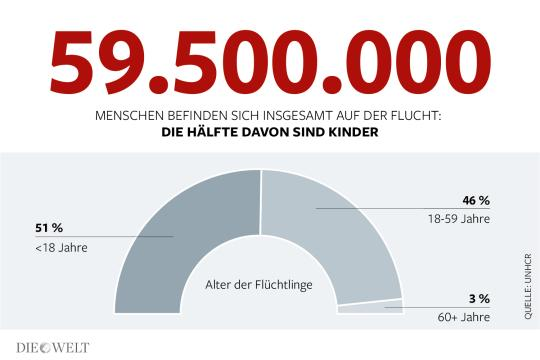 59.500.000
MENSCHEN BEFINDEN SICH INSGESAMT AUF DER FLUCHT:
DIE HÄLFTE DAVON SIND KINDER
51 %
<18 Jahre
46 %
18-59 Jahre
Alter der Flüchtlinge
3 %
60+ Jahre
QUELLE: UNHCR
DIE WELT